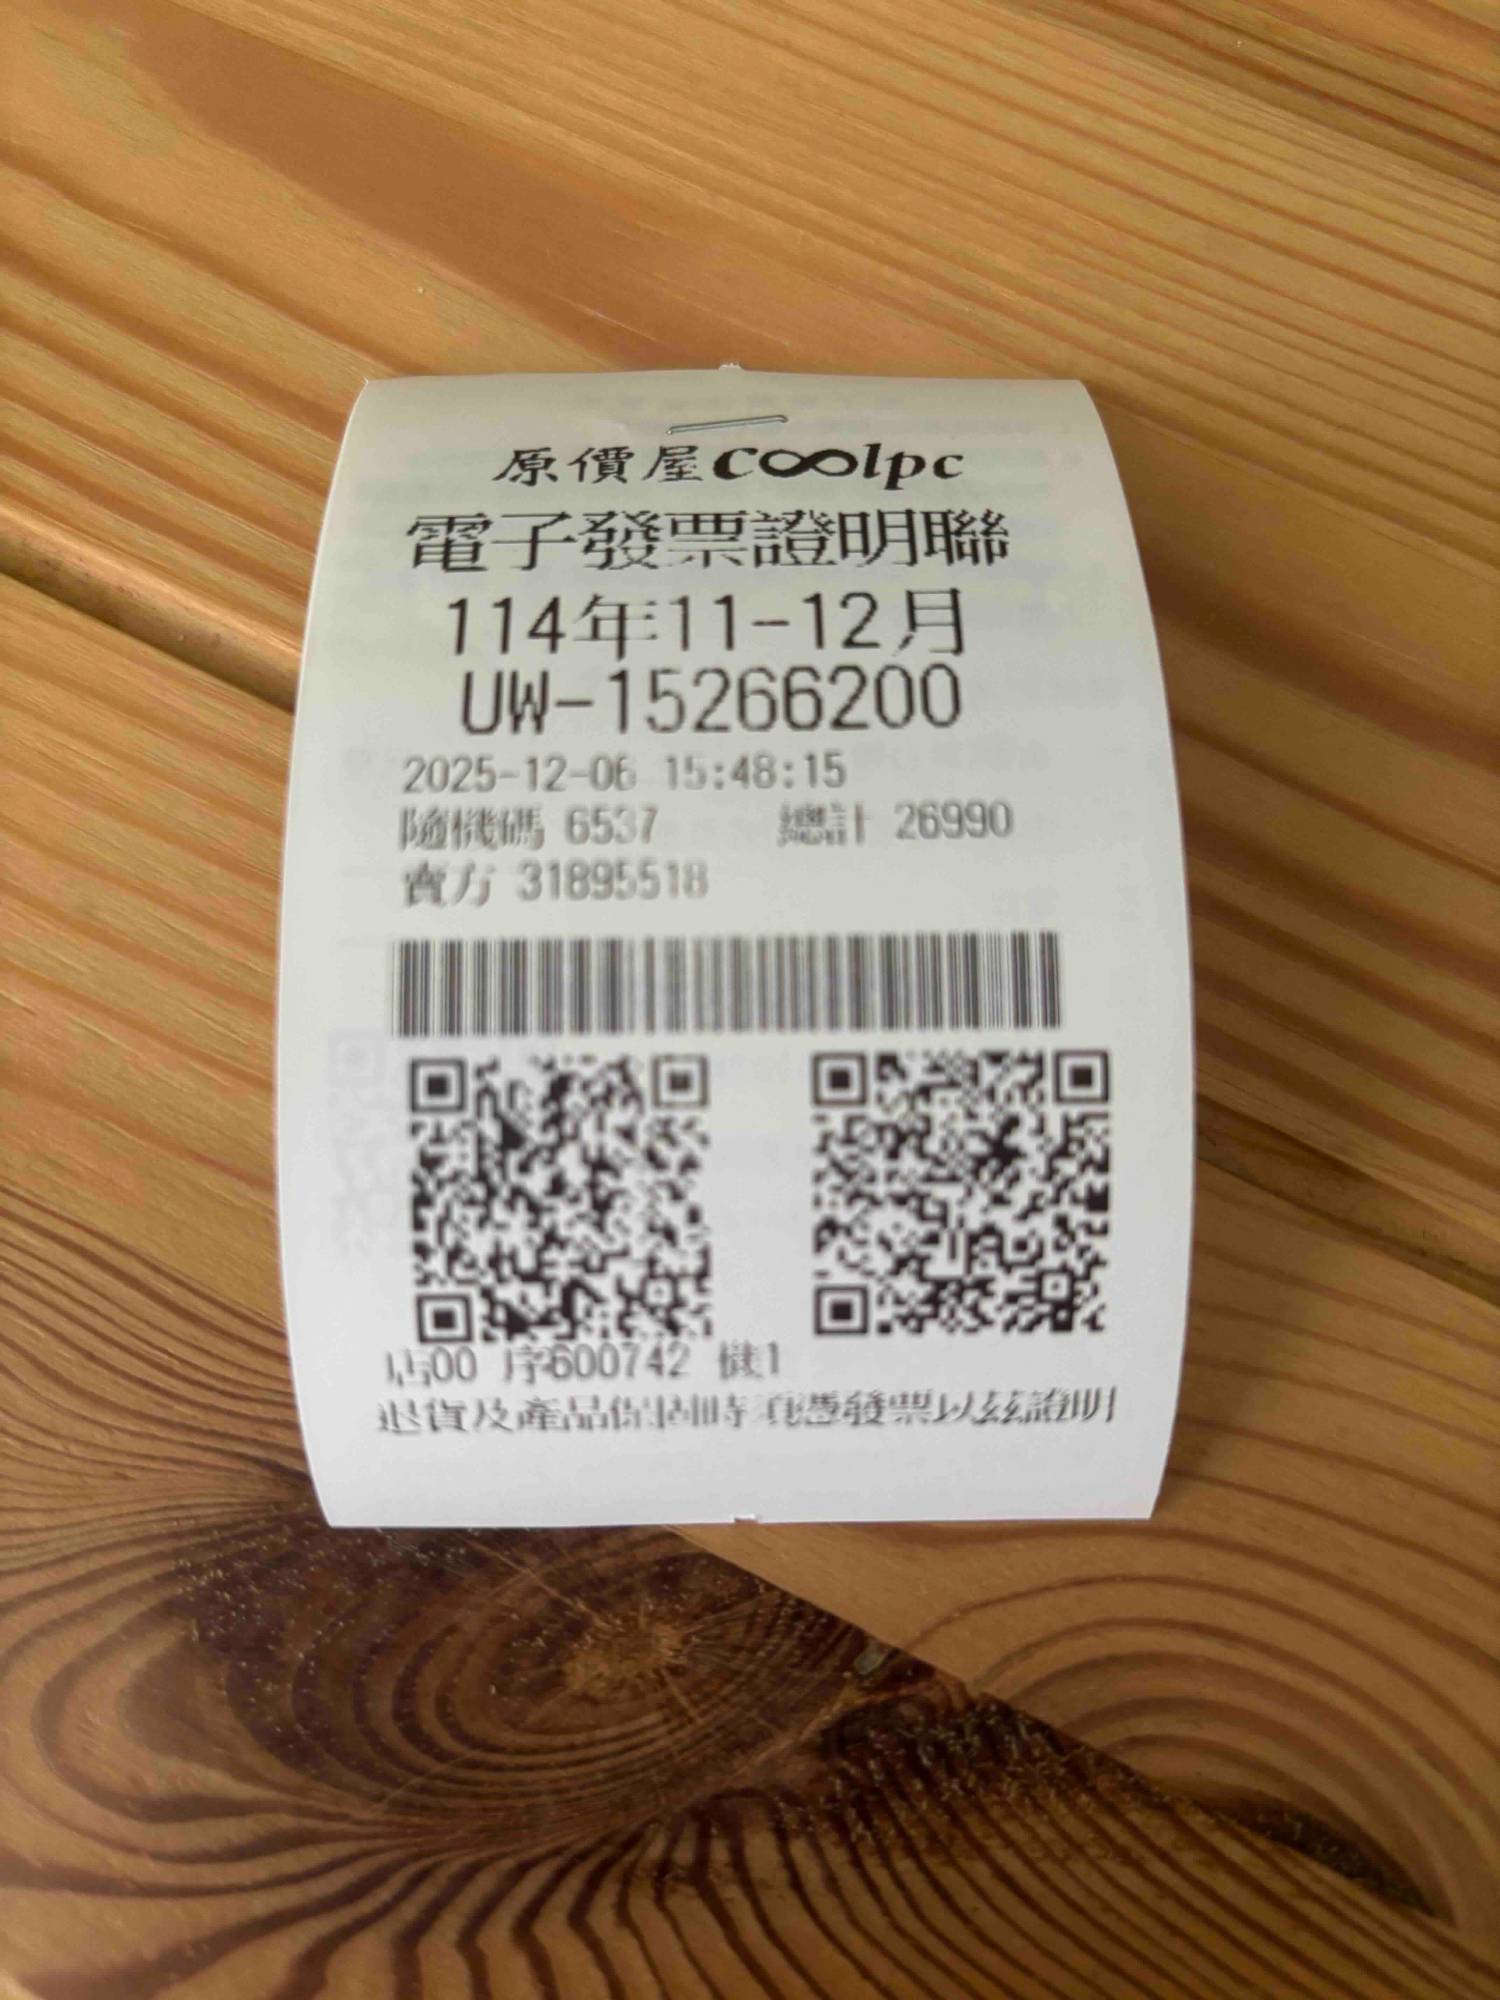 原價屋coolpc
電子發票證明聯
114年11-12月
UW-15266200
2025-12-06 15:48:15
隨機碼 6537 總計 26990
賣方 31895518
店00 序600742 機1
退貨及產品保固時須憑發票以茲證明